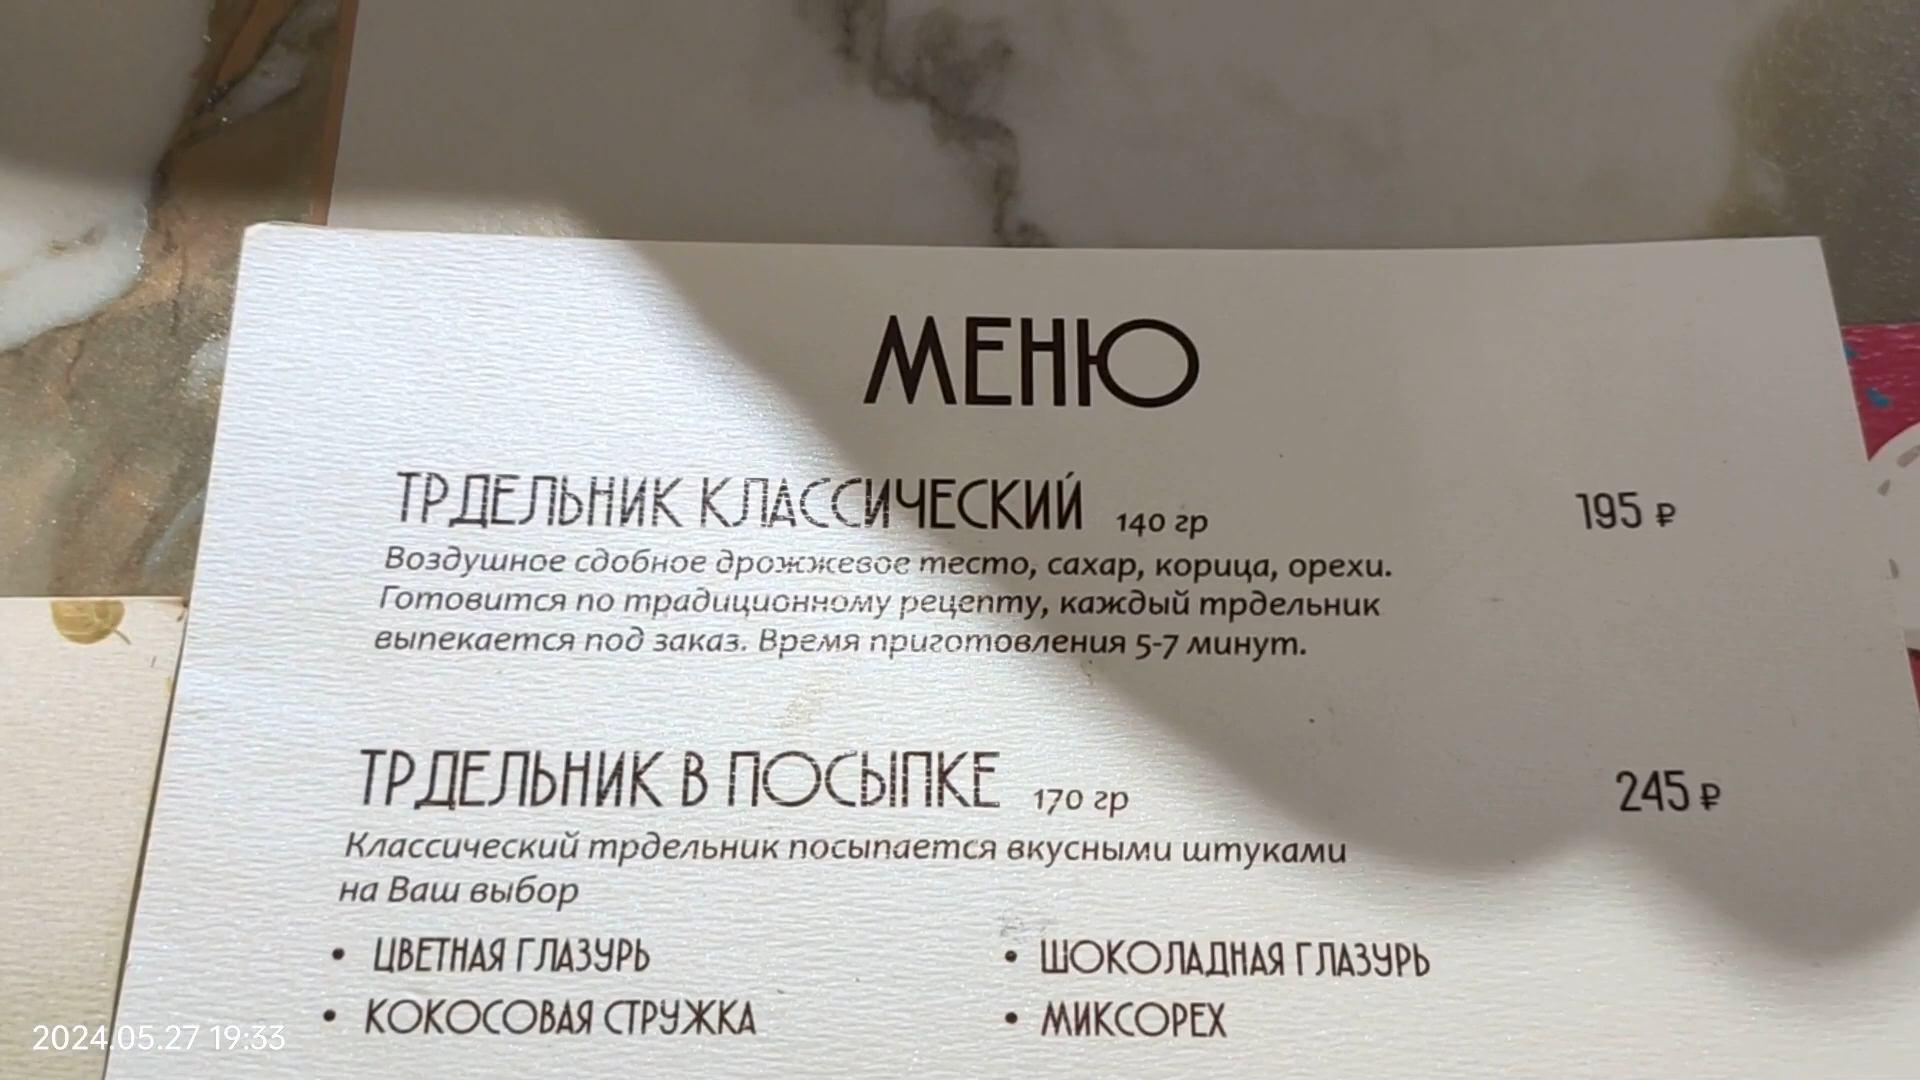 МЕНЮ
ТРДЕЛЬНИК КЛАССИЧЕСКИЙ 140 гр 195 ₽
Воздушное сдобное дрожжевое тесто, сахар, корица, орехи.
Готовится по традиционному рецепту, каждый трдельник
выпекается под заказ. Время приготовления 5-7 минут.
ТРДЕЛЬНИК В ПОСЫПКЕ 170 гр 245 ₽
Классический трдельник посыпается вкусными штуками
на Ваш выбор
• ЦВЕТНАЯ ГЛАЗУРЬ • ШОКОЛАДНАЯ ГЛАЗУРЬ
• КОКОСОВАЯ СТРУЖКА • МИКСОРЕХ
2024.05.27 19:33